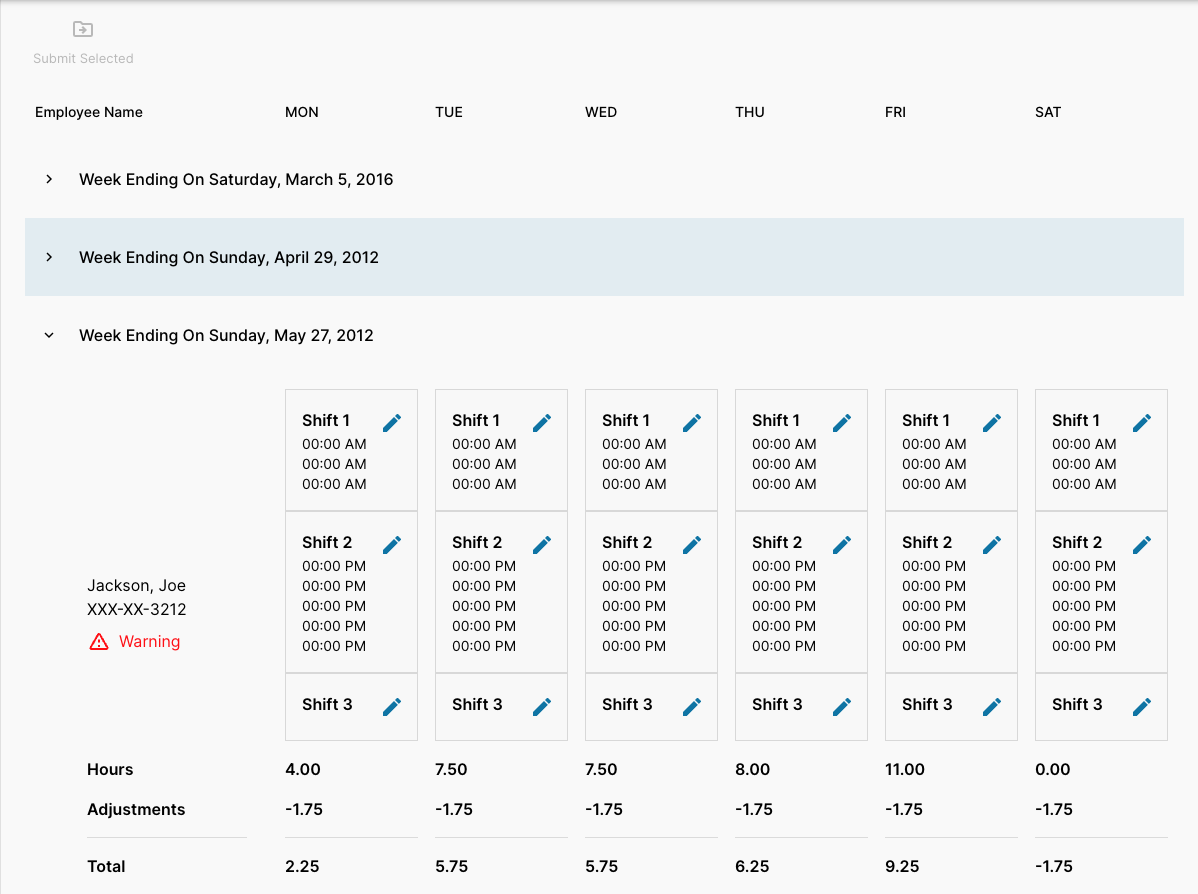 Submit Selected
Employee Name MON TUE WED THU FRI SAT
Week Ending On Saturday, March 5, 2016
Week Ending On Sunday, April 29, 2012
Week Ending On Sunday, May 27, 2012
Shift 1 Shift 1 Shift 1 Shift 1 Shift 1 Shift 1
00:00 AM 00:00 AM 00:00 AM 00:00 AM 00:00 AM 00:00 AM
00:00 AM 00:00 AM 00:00 AM 00:00 AM 00:00 AM 00:00 AM
00:00 AM 00:00 AM 00:00 AM 00:00 AM 00:00 AM 00:00 AM
Shift 2 Shift 2 Shift 2 Shift 2 Shift 2 Shift 2
00:00 PM 00:00 PM 00:00 PM 00:00 PM 00:00 PM 00:00 PM
Jackson, Joe 00:00 PM 00:00 PM 00:00 PM 00:00 PM 00:00 PM 00:00 PM
XXX-XX-3212 00:00 PM 00:00 PM 00:00 PM 00:00 PM 00:00 PM 00:00 PM
00:00 PM 00:00 PM 00:00 PM 00:00 PM 00:00 PM 00:00 PM
Warning 00:00 PM 00:00 PM 00:00 PM 00:00 PM 00:00 PM 00:00 PM
Shift 3 Shift 3 Shift 3 Shift 3 Shift 3 Shift 3
Hours 4.00 7.50 7.50 8.00 11.00 0.00
Adjustments -1.75 -1.75 -1.75 -1.75 -1.75 -1.75
Total 2.25 5.75 5.75 6.25 9.25 -1.75